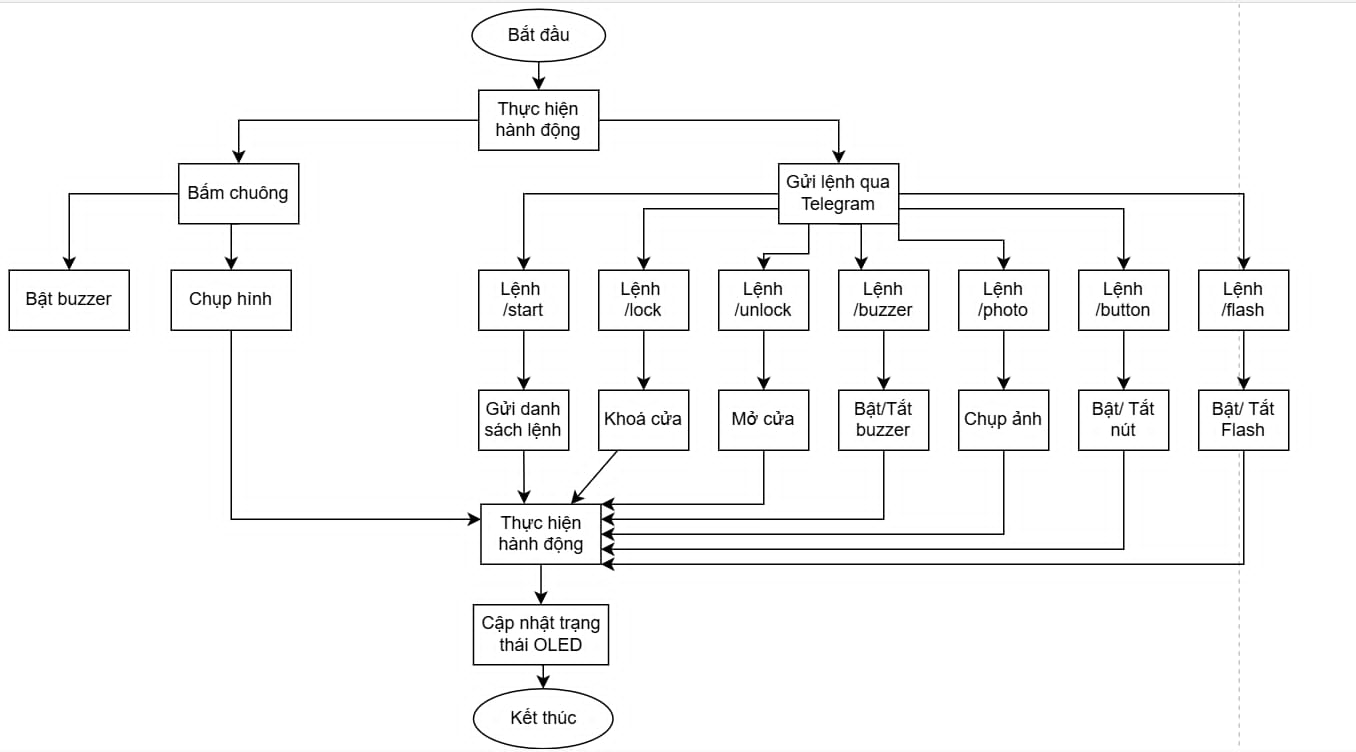 Bắt đầu
Thực hiện
hành động
Bấm chuông
Gửi lệnh qua
Telegram
Bật buzzer
Chụp hình
Lệnh
/start
Lệnh
/lock
Lệnh
/unlock
Lệnh
/buzzer
Lệnh
/photo
Lệnh
/button
Lệnh
/flash
Gửi danh
sách lệnh
Khoá cửa
Mở cửa
Bật/Tắt
buzzer
Chụp ảnh
Bật/ Tắt
nút
Bật/ Tắt
Flash
Thực hiện
hành động
Cập nhật trạng
thái OLED
Kết thúc